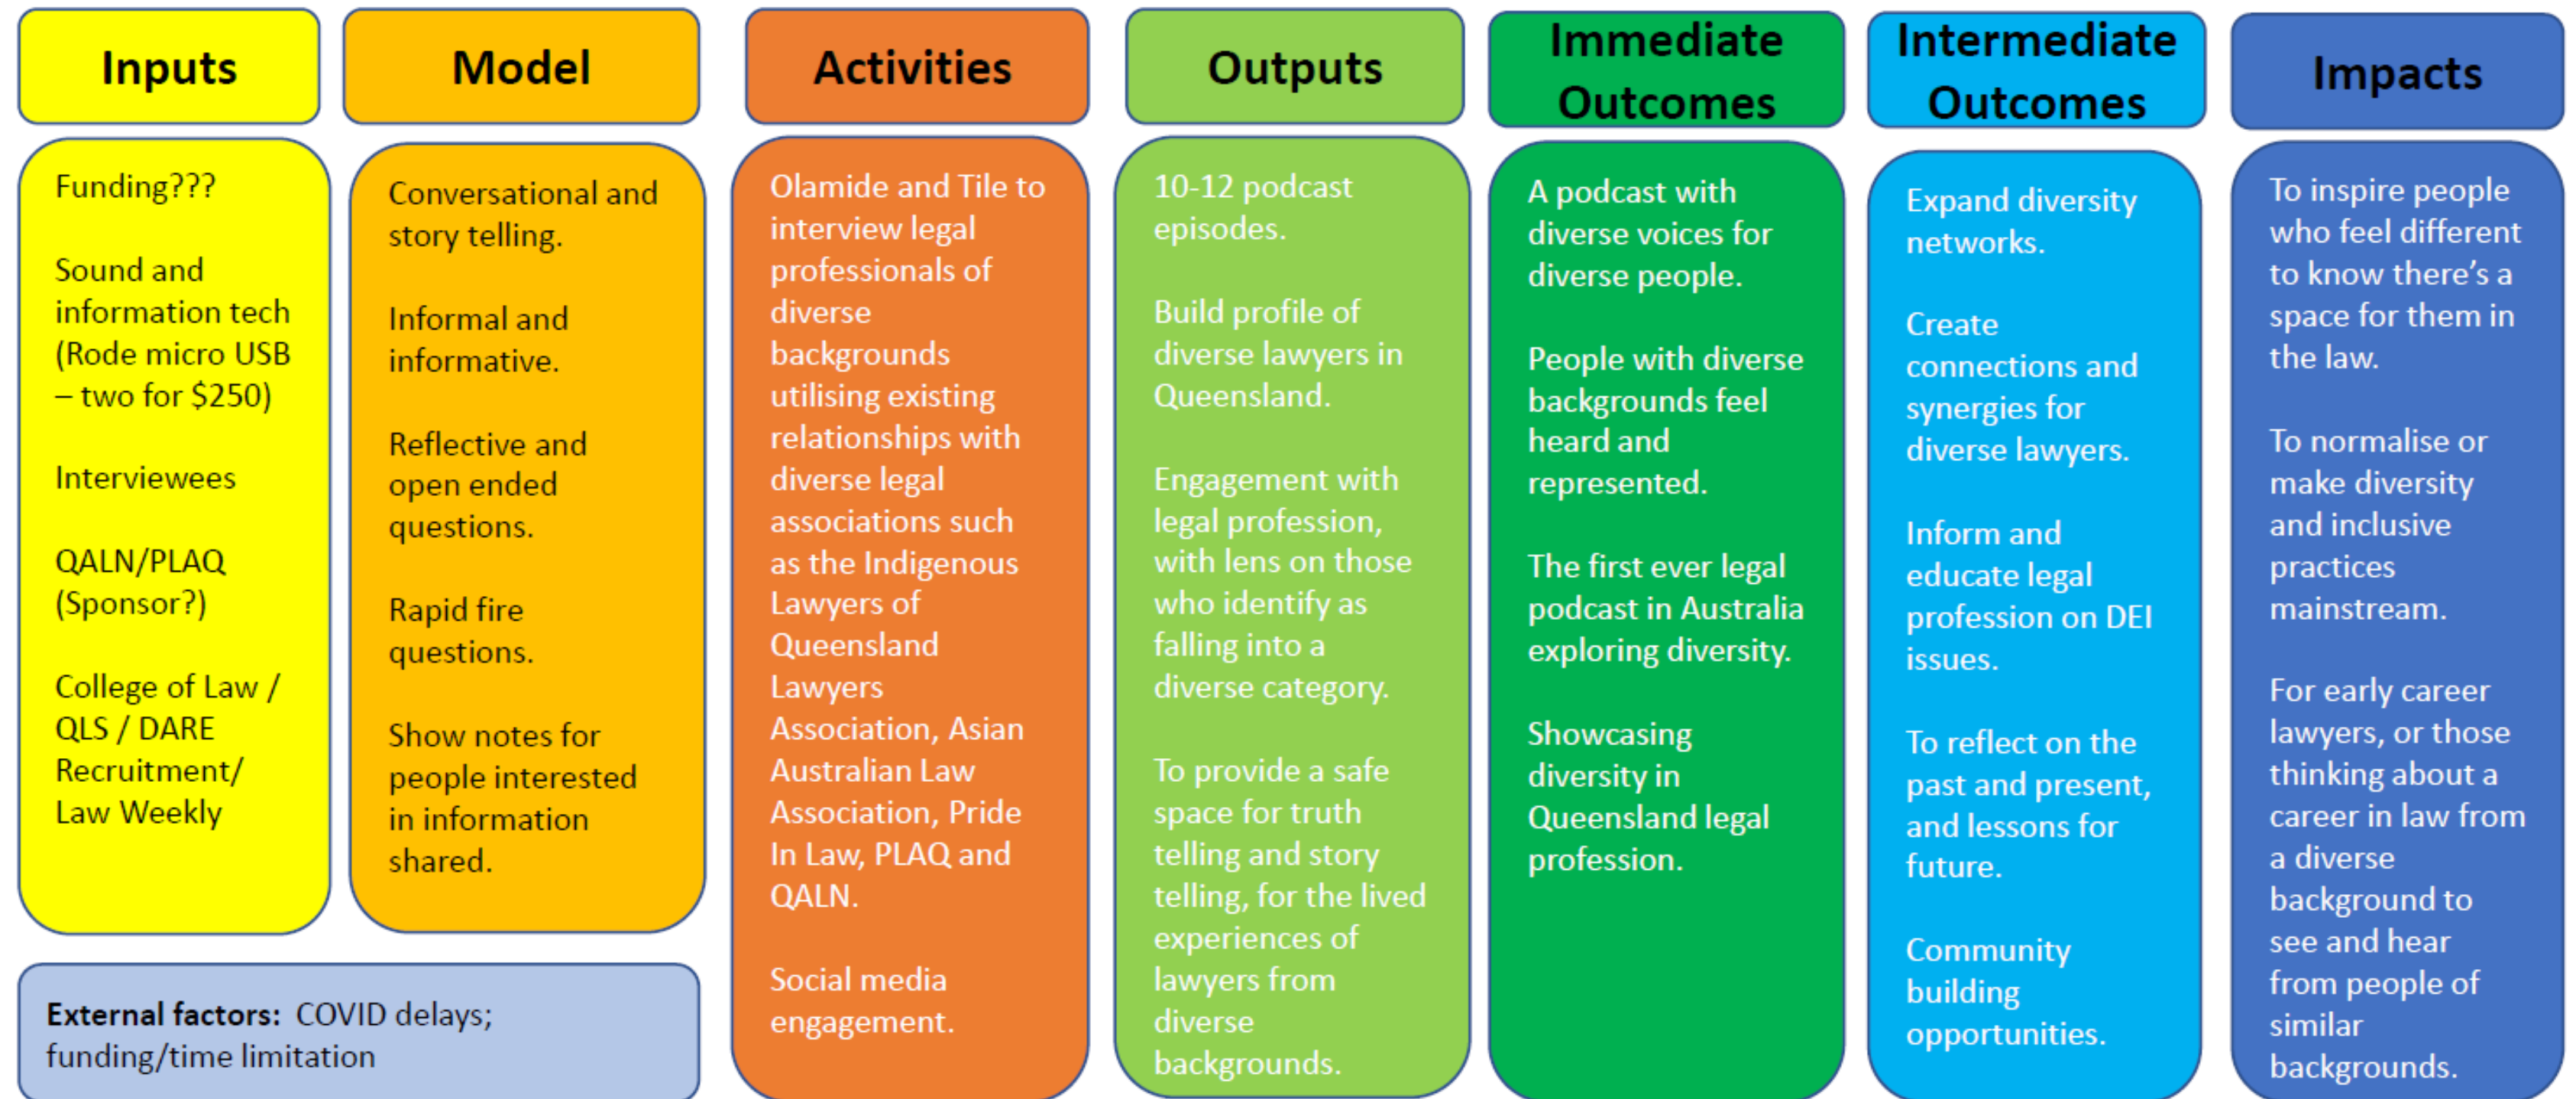 Inputs
Funding???
Sound and
information tech
(Rode micro USB
– two for $250)
Interviewees
QALN/PLAQ
(Sponsor?)
College of Law /
QLS / DARE
Recruitment/
Law Weekly
Model
Conversational and
story telling.
Informal and
informative.
Reflective and
open ended
questions.
Rapid fire
questions.
Show notes for
people interested
in information
shared.
External factors: COVID delays;
funding/time limitation
Activities
Olamide and Tile to
interview legal
professionals of
diverse
backgrounds
utilising existing
relationships with
diverse legal
associations such
as the Indigenous
Lawyers of
Queensland
Lawyers
Association, Asian
Australian Law
Association, Pride
In Law, PLAQ and
QALN.
Social media
engagement.
Outputs
10-12 podcast
episodes.
Build profile of
diverse lawyers in
Queensland.
Engagement with
legal profession,
with lens on those
who identify as
falling into a
diverse category.
To provide a safe
space for truth
telling and story
telling, for the lived
experiences of
lawyers from
diverse
backgrounds.
Immediate
Outcomes
A podcast with
diverse voices for
diverse people.
People with diverse
backgrounds feel
heard and
represented.
The first ever legal
podcast in Australia
exploring diversity.
Showcasing
diversity in
Queensland legal
profession.
Intermediate
Outcomes
Expand diversity
networks.
Create
connections and
synergies for
diverse lawyers.
Inform and
educate legal
profession on DEI
issues.
To reflect on the
past and present,
and lessons for
future.
Community
building
opportunities.
Impacts
To inspire people
who feel different
to know there’s a
space for them in
the law.
To normalise or
make diversity
and inclusive
practices
mainstream.
For early career
lawyers, or those
thinking about a
career in law from
a diverse
background to
see and hear
from people of
similar
backgrounds.